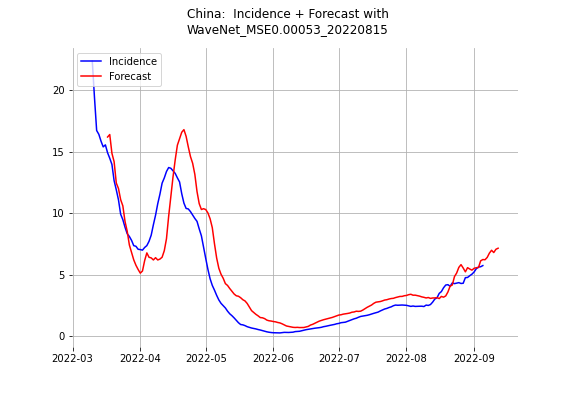 China:  Incidence + Forecast with
WaveNet_MSE0.00053_20220815
Incidence
Forecast
20
15
10
5
0
2022-03 2022-04 2022-05 2022-06 2022-07 2022-08 2022-09